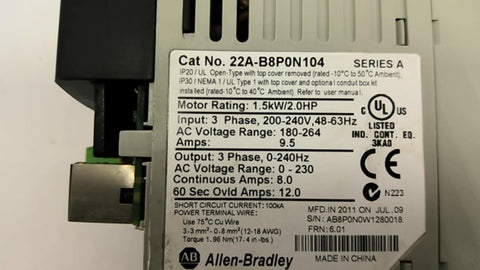 Cat No. 22A-B8P0N104 SERIES A
IP20 / UL Open-Type with top cover removed (rated -10°C to 50°C Ambient),
IP30 / NEMA 1 / UL Type 1 with top cover and optional conduit box kit
installed (rated-10°C to 40°C Ambient). Refer to user manual.
Motor Rating: 1.5kW/2.0HP
Input: 3 Phase, 200-240V,48-63Hz
AC Voltage Range: 180-264
Amps: 9.5
Output: 3 Phase, 0-240Hz
AC Voltage Range: 0 - 230
Continuous Amps: 8.0
60 Sec Ovld Amps: 12.0
SHORT CIRCUIT CURRENT: 100kA
POWER TERMINAL WIRE:
Use 75°C Cu Wire
3-3 mm²- 0.8 mm²(12-18 AWG)
Torque 1.96 Nm(17.4 in-lbs.)
C UL US
LISTED
IND. CONT. EQ.
3KA0
CE
N223
MFD. IN 2011 ON JUL.09
S/N: AB8P0N0W1280018
FRN: 6.01
AB Allen-Bradley